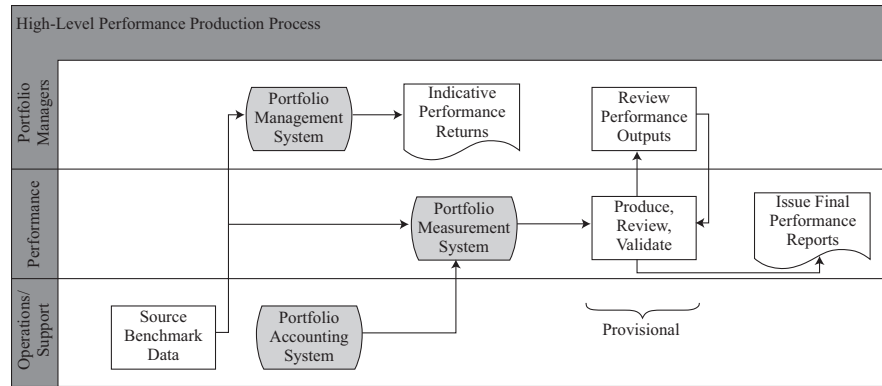 High-Level Performance Production Process
Portfolio
Managers
Portfolio
Management
System
Indicative
Performance
Returns
Review
Performance
Outputs
Performance
Portfolio
Measurement
System
Produce,
Review,
Validate
Issue Final
Performance
Reports
Operations/
Support
Source
Benchmark
Data
Portfolio
Accounting
System
Provisional